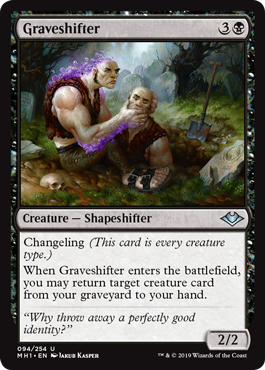 Graveshifter 3
Creature — Shapeshifter
Changeling (This card is every creature
type.)
When Graveshifter enters the battlefield,
you may return target creature card
from your graveyard to your hand.
“Why throw away a perfectly good
identity?”
2/2
094/254 U
MH1 • EN Jakub Kasper
™ & © 2019 Wizards of the Coast